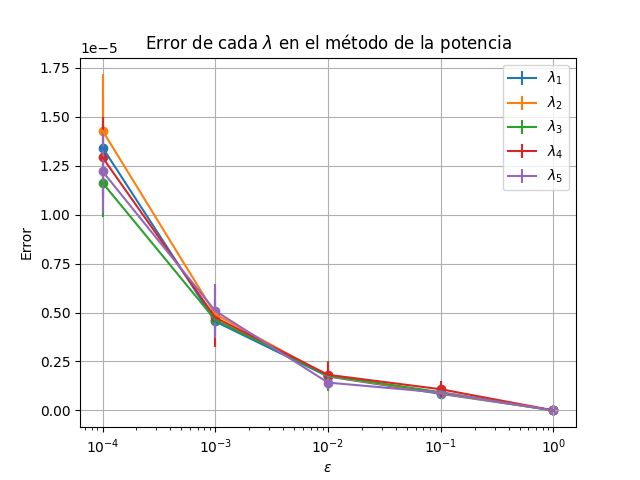 Error de cada λ en el método de la potencia
1e−5
1.75
1.50
1.25
1.00
0.75
0.50
0.25
0.00
Error
10⁻⁴
10⁻³
10⁻²
10⁻¹
10⁰
ε
λ₁
λ₂
λ₃
λ₄
λ₅